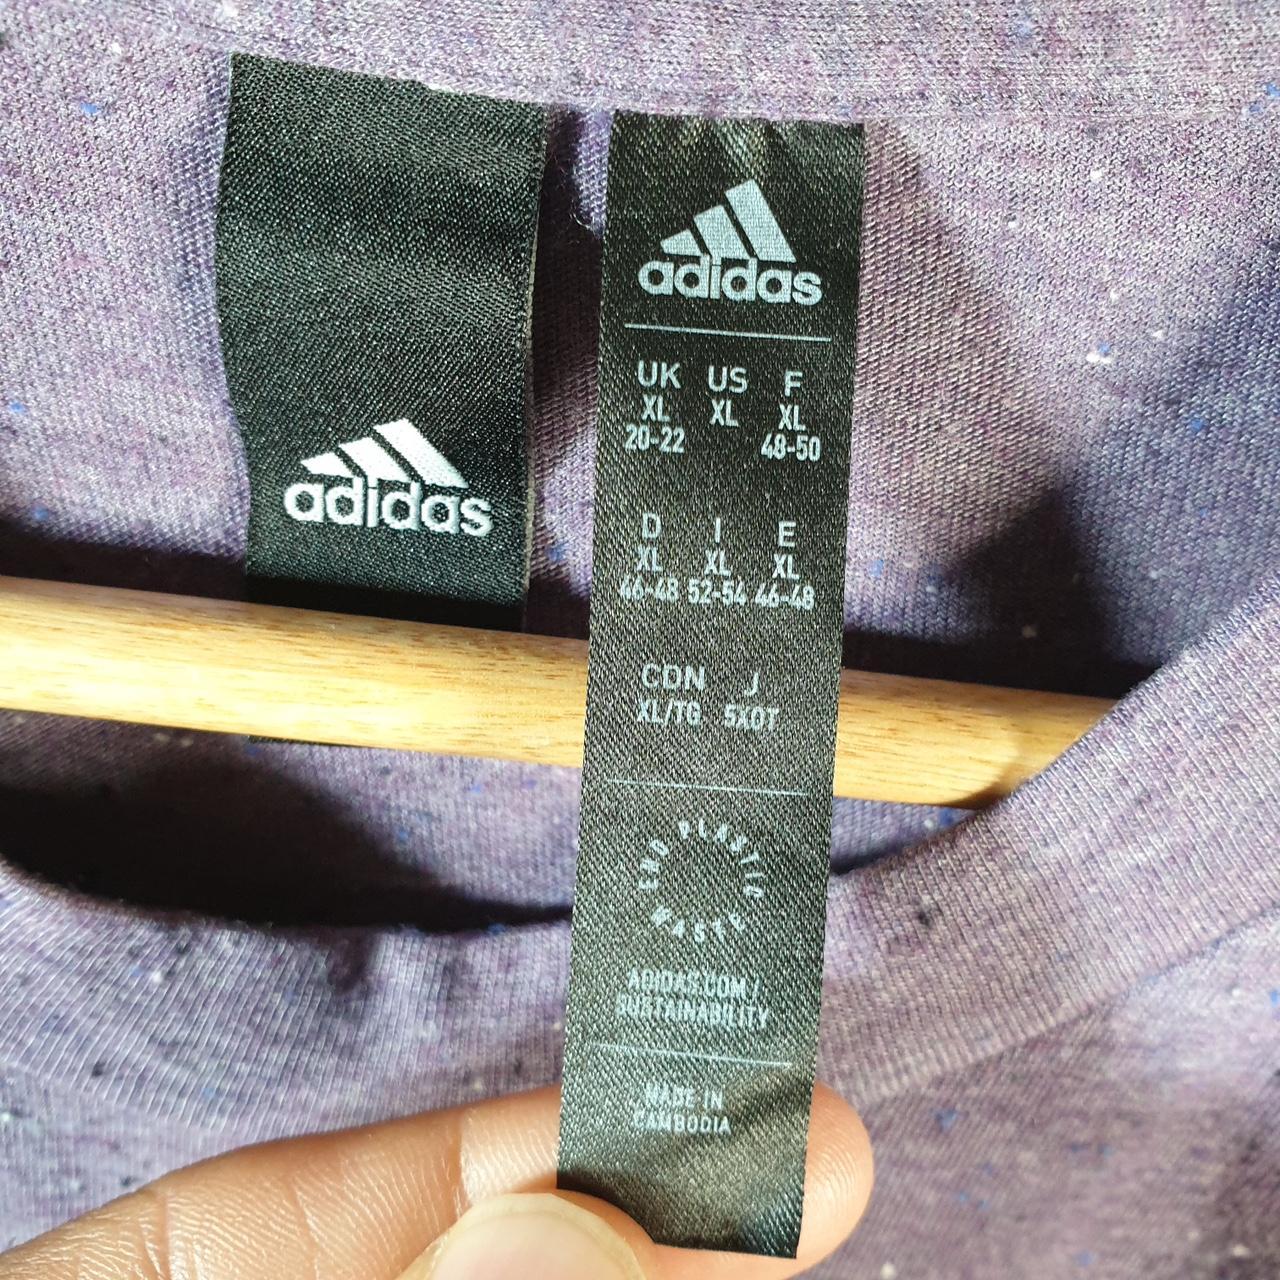 adidas
adidas
UK US F
XL XL XL
20-22 48-50
D I E
XL XL XL
46-48 52-54 46-48
CDN J
XL/TG 5XOT
END PLASTIC WASTE
ADIDAS.COM/
SUSTAINABILITY
MADE IN
CAMBODIA